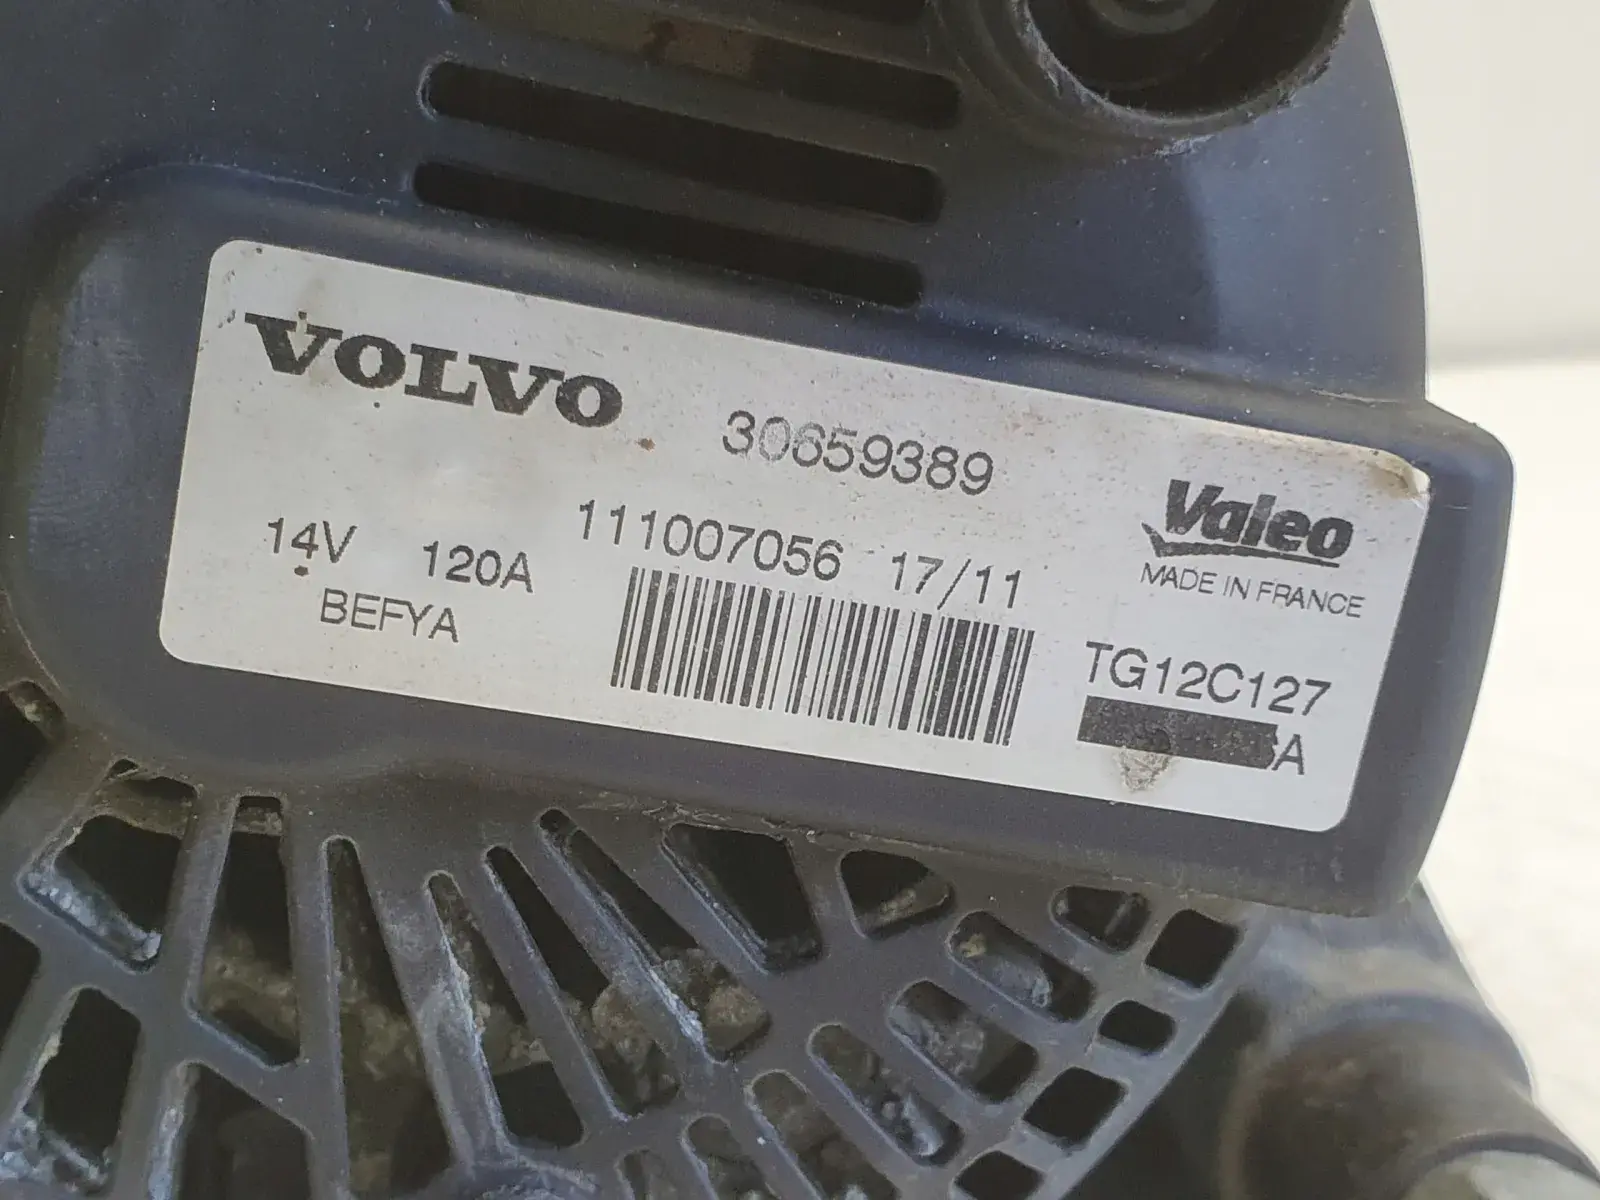 VOLVO 30659389
Valeo
MADE IN FRANCE
14V 120A 111007056 17/11
BEFYA
TG12C127
A